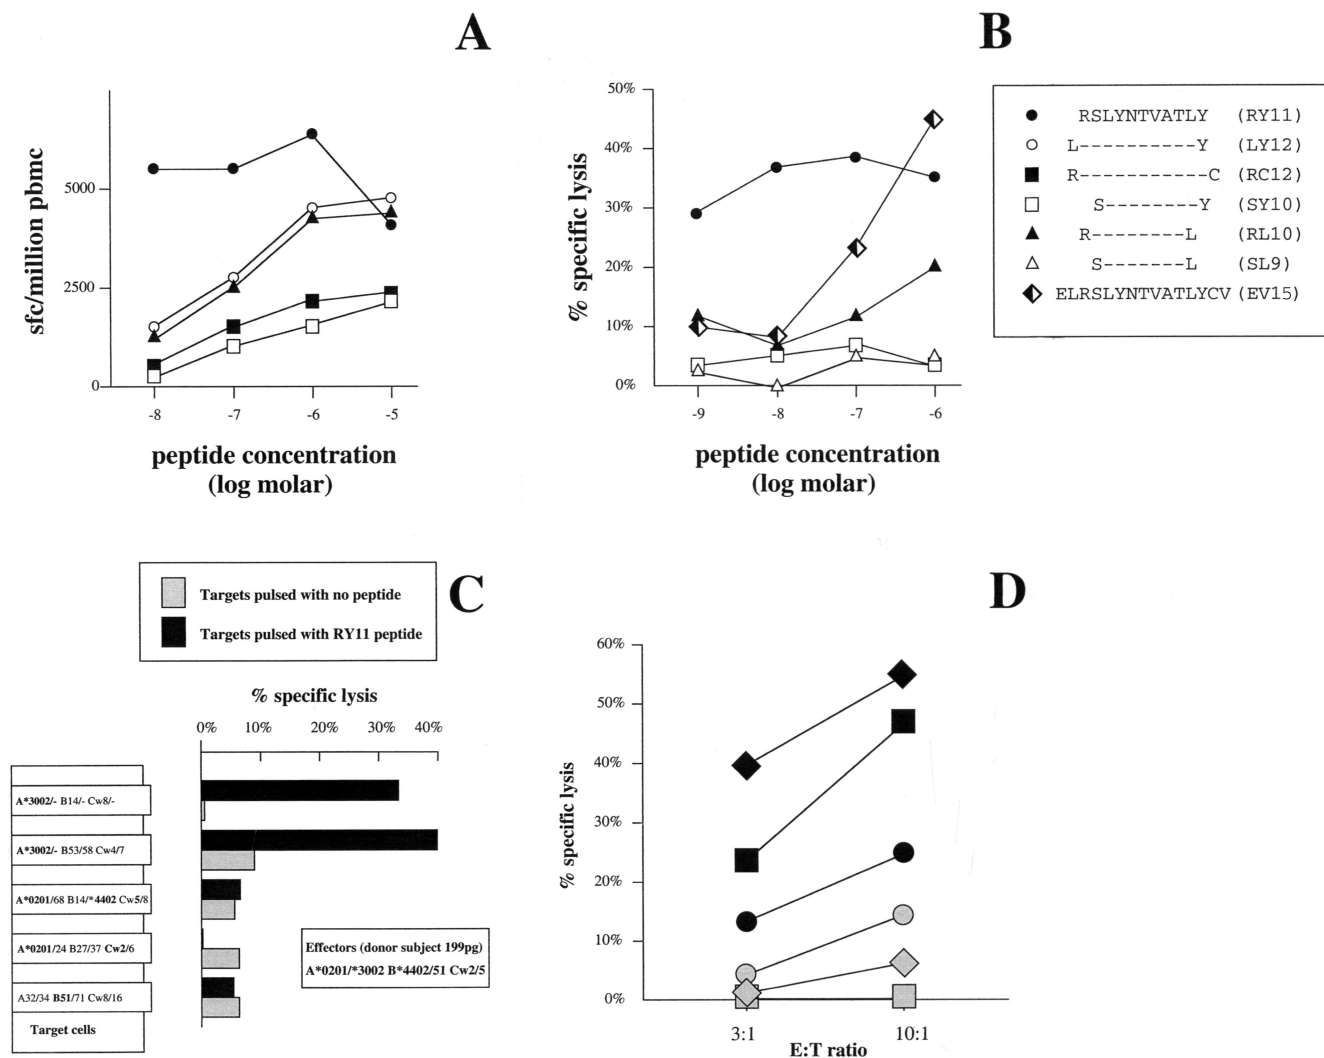 A
sfc/million pbmc
5000
2500
0
-8
-7
-6
-5
peptide concentration
(log molar)
B
% specific lysis
50%
40%
30%
20%
10%
0%
-9
-8
-7
-6
peptide concentration
(log molar)
RSLYNTVATLY (RY11)
L----------Y (LY12)
R-----------C (RC12)
S--------Y (SY10)
R--------L (RL10)
S-------L (SL9)
ELRSLYNTVATLYCV (EV15)
C
Targets pulsed with no peptide
Targets pulsed with RY11 peptide
% specific lysis
0% 10% 20% 30% 40%
A*3002/- B14/- Cw8/-
A*3002/- B53/58 Cw4/7
A*0201/68 B14/*4402 Cw5/8
A*0201/24 B27/37 Cw2/6
A32/34 B51/71 Cw8/16
Target cells
Effectors (donor subject 199pg)
A*0201/*3002 B*4402/51 Cw2/5
D
% specific lysis
60%
50%
40%
30%
20%
10%
0%
3:1
10:1
E:T ratio